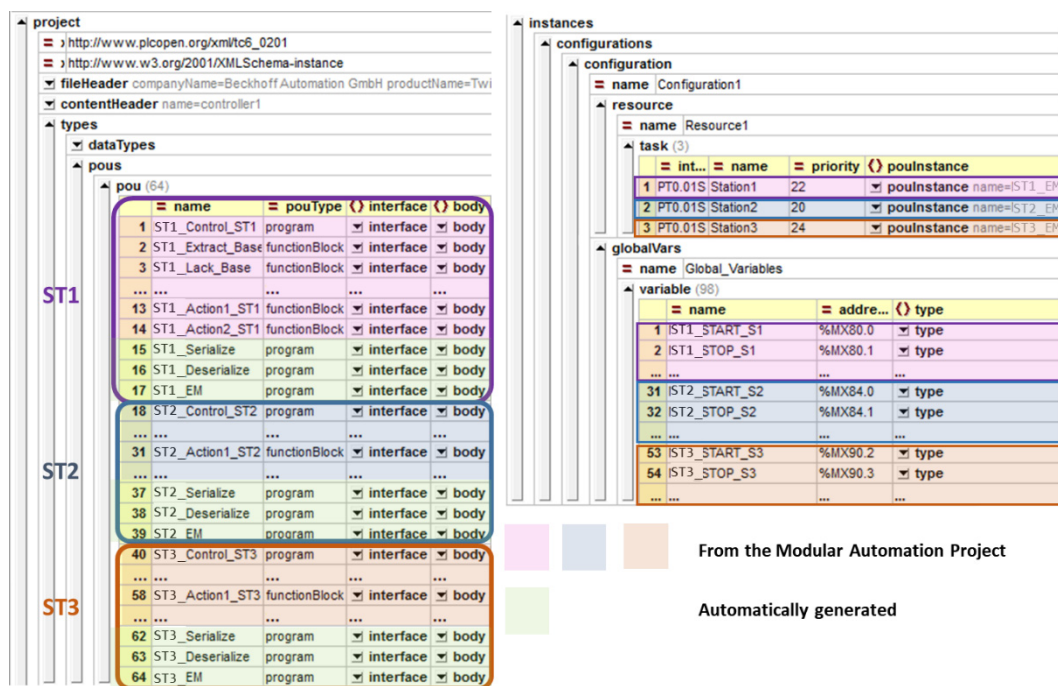 project
http://www.plcopen.org/xml/tc6_0201
http://www.w3.org/2001/XMLSchema-instance
fileHeader companyName=Beckhoff Automation GmbH productName=Twi
contentHeader name=controller1
types
dataTypes
pous
pou (64)
= name = pouType () interface () body
1 ST1_Control_ST1 program interface body
2 ST1_Extract_Base functionBlock interface body
3 ST1_Lack_Base functionBlock interface body
... ... ... ... ...
13 ST1_Action1_ST1 functionBlock interface body
14 ST1_Action2_ST1 functionBlock interface body
15 ST1_Serialize program interface body
16 ST1_Deserialize program interface body
17 ST1_EM program interface body
18 ST2_Control_ST2 program interface body
... ... ... ... ...
31 ST2_Action1_ST2 functionBlock interface body
... ... ... ... ...
37 ST2_Serialize program interface body
38 ST2_Deserialize program interface body
39 ST2_EM program interface body
40 ST3_Control_ST3 program interface body
... ... ... ... ...
58 ST3_Action1_ST3 functionBlock interface body
... ... ... ... ...
62 ST3_Serialize program interface body
63 ST3_Deserialize program interface body
64 ST3_EM program interface body
ST1
ST2
ST3
instances
configurations
configuration
= name Configuration1
resource
= name Resource1
task (3)
= int... = name = priority () pouInstance
1 PT0.01S Station1 22 pouInstance name=IST1_EM
2 PT0.01S Station2 20 pouInstance name=IST2_EM
3 PT0.01S Station3 24 pouInstance name=IST3_EM
globalVars
= name Global_Variables
variable (98)
= name = addre... () type
1 IST1_START_S1 %MX80.0 type
2 IST1_STOP_S1 %MX80.1 type
... ... ... ...
31 IST2_START_S2 %MX84.0 type
32 IST2_STOP_S2 %MX84.1 type
... ... ... ...
53 IST3_START_S3 %MX90.2 type
54 IST3_STOP_S3 %MX90.3 type
... ... ... ...
From the Modular Automation Project
Automatically generated